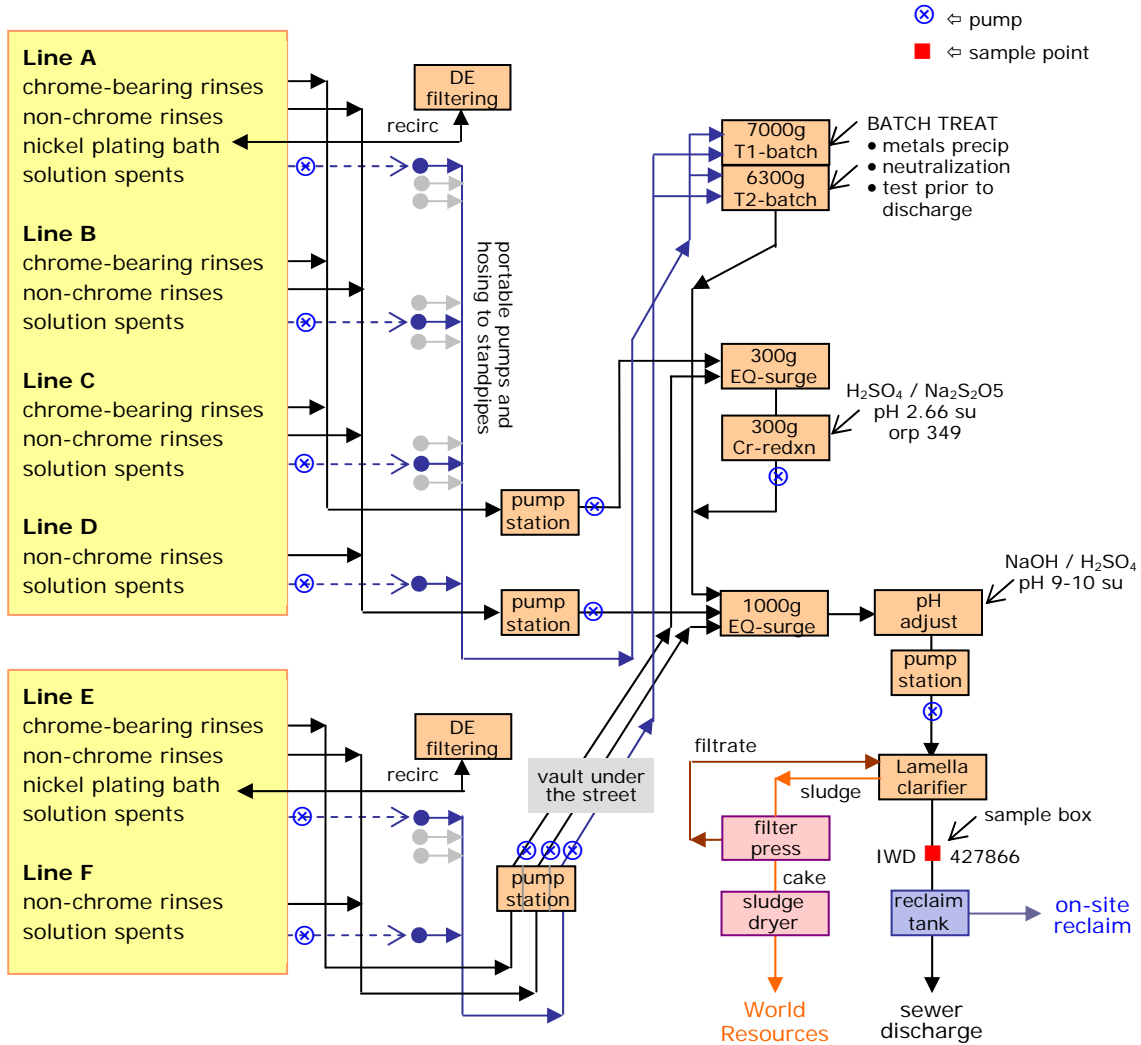 ⇦ pump
⇦ sample point
Line A
chrome-bearing rinses
non-chrome rinses
nickel plating bath
solution spents
Line B
chrome-bearing rinses
non-chrome rinses
solution spents
Line C
chrome-bearing rinses
non-chrome rinses
solution spents
Line D
non-chrome rinses
solution spents
DE
filtering
recirc
portable pumps and
hosing to standpipes
7000g
T1-batch
6300g
T2-batch
BATCH TREAT
• metals precip
• neutralization
• test prior to
discharge
300g
EQ-surge
300g
Cr-redxn
H₂SO₄ / Na₂S₂O5
pH 2.66 su
orp 349
pump
station
pump
station
1000g
EQ-surge
pH
adjust
NaOH / H₂SO₄
pH 9-10 su
pump
station
Line E
chrome-bearing rinses
non-chrome rinses
nickel plating bath
solution spents
Line F
non-chrome rinses
solution spents
DE
filtering
recirc
vault under
the street
pump
station
filtrate
Lamella
clarifier
sludge
filter
press
cake
sludge
dryer
World
Resources
sample box
IWD 427866
reclaim
tank
on-site
reclaim
sewer
discharge